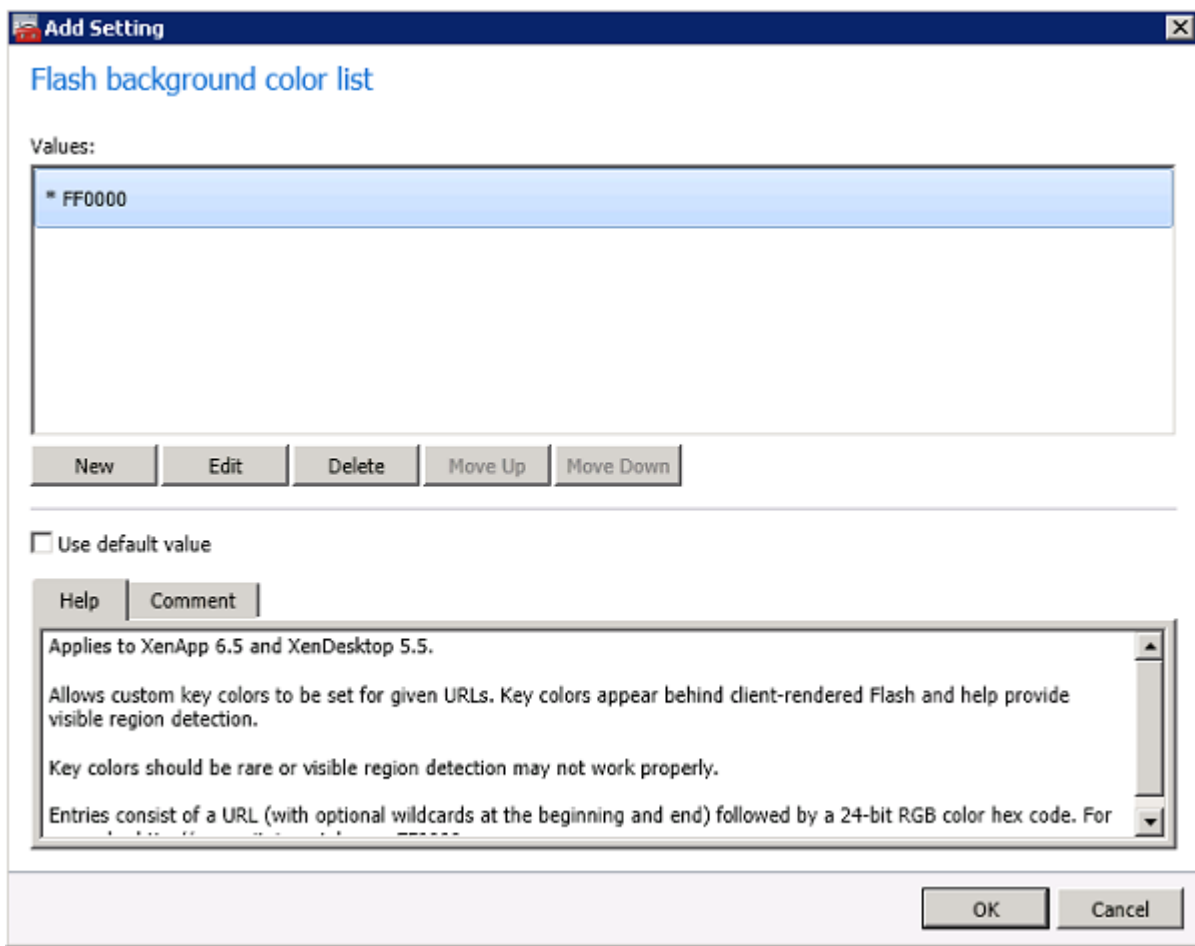 Add Setting
Flash background color list
Values:
* FF0000
New Edit Delete Move Up Move Down
Use default value
Help Comment
Applies to XenApp 6.5 and XenDesktop 5.5.
Allows custom key colors to be set for given URLs. Key colors appear behind client-rendered Flash and help provide
visible region detection.
Key colors should be rare or visible region detection may not work properly.
Entries consist of a URL (with optional wildcards at the beginning and end) followed by a 24-bit RGB color hex code. For
OK Cancel